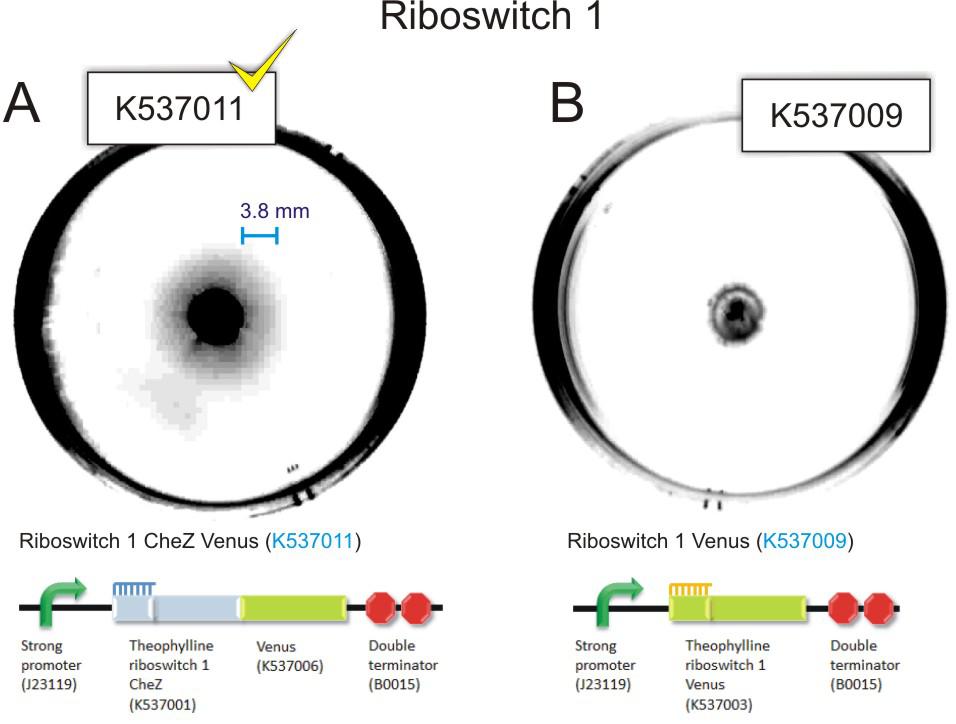 Riboswitch 1
A
K537011
B
K537009
3.8 mm
Riboswitch 1 CheZ Venus (K537011)
Riboswitch 1 Venus (K537009)
Strong
promoter
(J23119)
Theophylline
riboswitch 1
CheZ
(K537001)
Venus
(K537006)
Double
terminator
(B0015)
Strong
promoter
(J23119)
Theophylline
riboswitch 1
Venus
(K537003)
Double
terminator
(B0015)